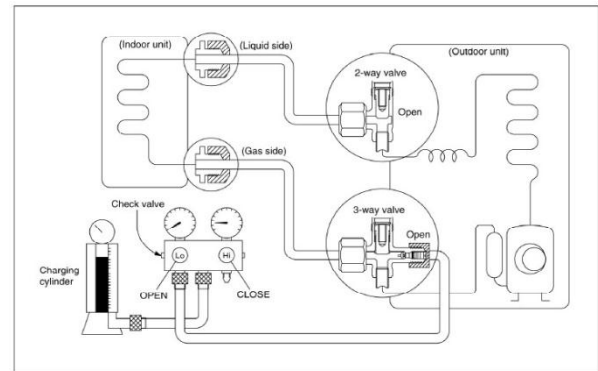 (Indoor unit)
(Liquid side)
(Outdoor unit)
2-way valve
Open
(Gas side)
3-way valve
Open
Check valve
Lo
Hi
Charging
cylinder
OPEN
CLOSE